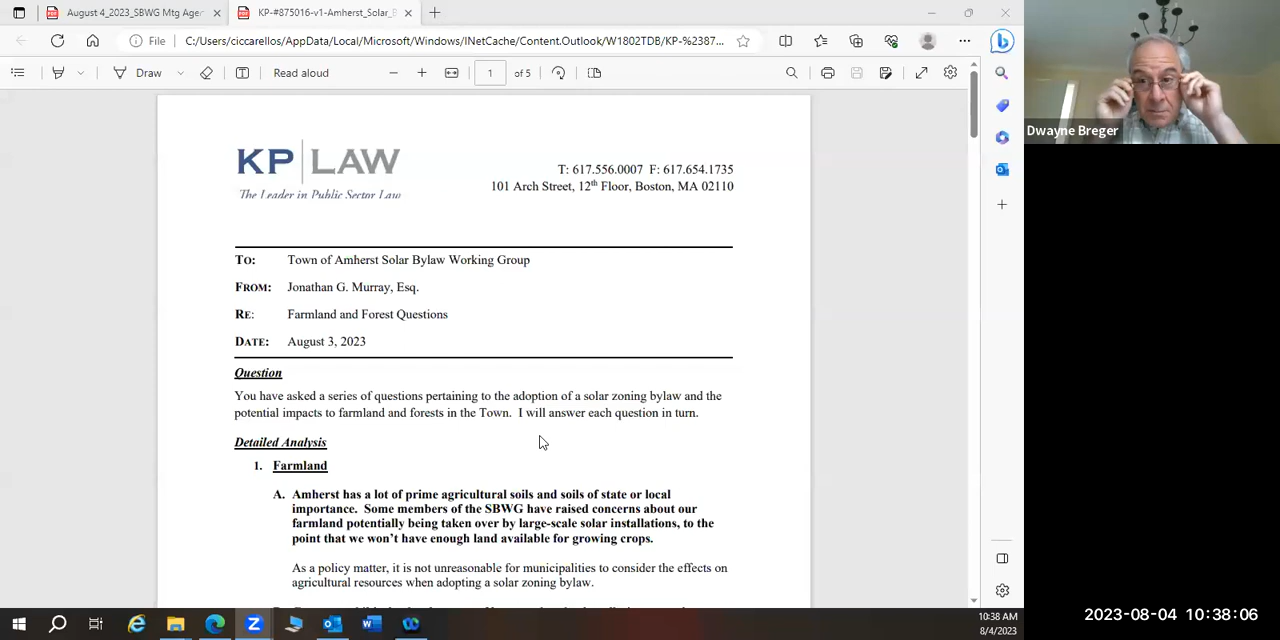 August 4_2023_SBWG Mtg Age
KP-#875016-v1-Amherst_Solar_B
File
C:/Users/ciccarellos/AppData/Local/Microsoft/Windows/INetCache/Content.Outlook/W1802TDB/KP-%2387...
Draw
Read aloud
1
of 5
KP LAW
The Leader in Public Sector Law
T: 617.556.0007 F: 617.654.1735
101 Arch Street, 12th Floor, Boston, MA 02110
TO: Town of Amherst Solar Bylaw Working Group
FROM: Jonathan G. Murray, Esq.
RE: Farmland and Forest Questions
DATE: August 3, 2023
Question
You have asked a series of questions pertaining to the adoption of a solar zoning bylaw and the
potential impacts to farmland and forests in the Town. I will answer each question in turn.
Detailed Analysis
1. Farmland
A. Amherst has a lot of prime agricultural soils and soils of state or local
importance. Some members of the SBWG have raised concerns about our
farmland potentially being taken over by large-scale solar installations, to the
point that we won't have enough land available for growing crops.
As a policy matter, it is not unreasonable for municipalities to consider the effects on
agricultural resources when adopting a solar zoning bylaw.
Dwayne Breger
10:38 AM
8/4/2023
2023-08-04 10:38:06